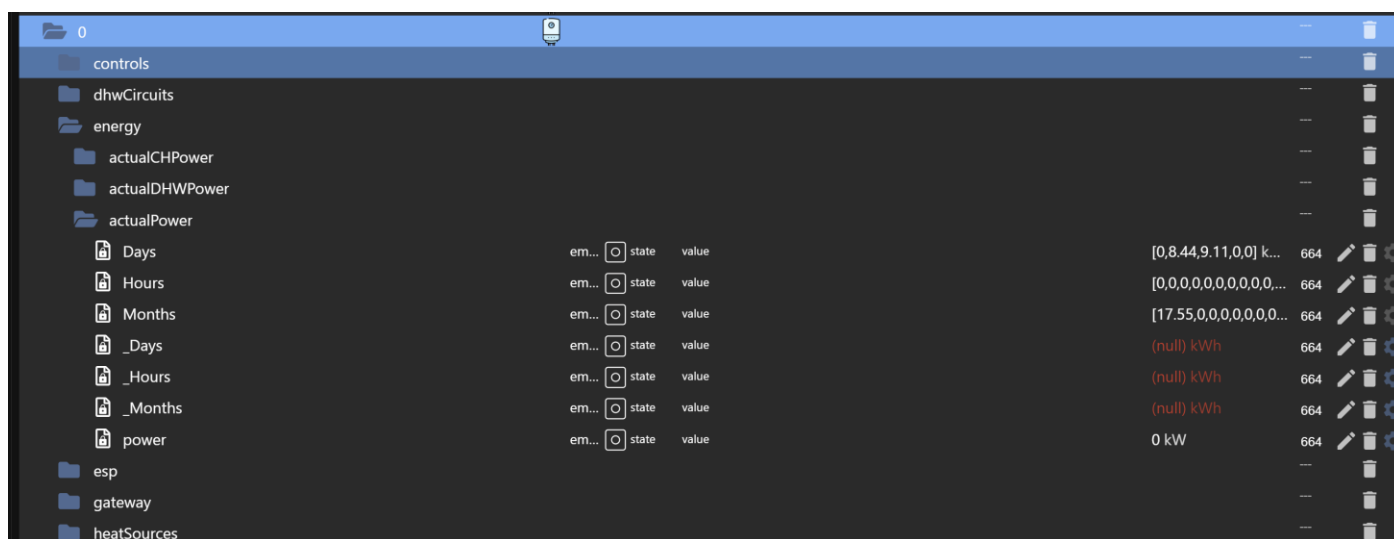 0 ---
controls ---
dhwCircuits ---
energy ---
actualCHPower ---
actualDHWPower ---
actualPower ---
Days em... state value [0,8.44,9.11,0,0] k... 664
Hours em... state value [0,0,0,0,0,0,0,0,0,0,... 664
Months em... state value [17.55,0,0,0,0,0,0,0... 664
_Days em... state value (null) kWh 664
_Hours em... state value (null) kWh 664
_Months em... state value (null) kWh 664
power em... state value 0 kW 664
esp ---
gateway ---
heatSources ---